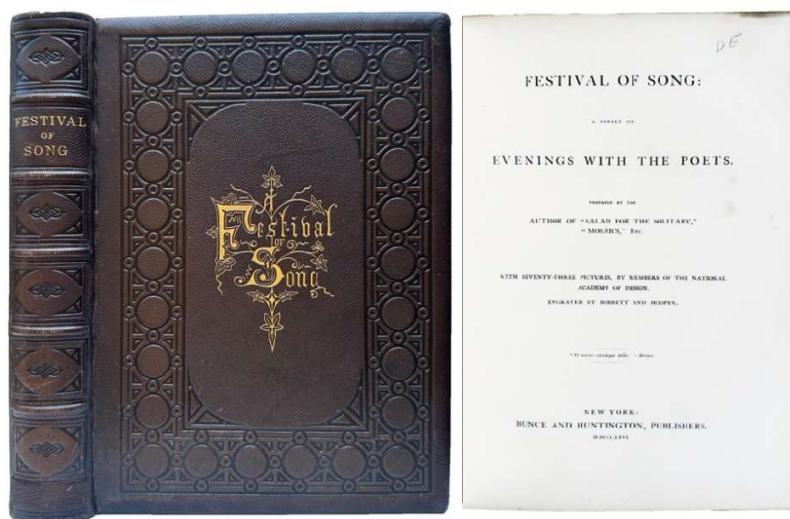 FESTIVAL
OF
SONG
A
Festival
of
Song
DE
FESTIVAL OF SONG:
A SERIES OF
EVENINGS WITH THE POETS.
PREPARED BY THE
AUTHOR OF "SALAD FOR THE SOLITARY,"
"MOSAICS," Etc.
WITH SEVENTY-THREE PICTURES, BY MEMBERS OF THE NATIONAL
ACADEMY OF DESIGN.
ENGRAVED BY BOBBETT AND HOOPER.
NEW YORK:
BUNCE AND HUNTINGTON, PUBLISHERS.